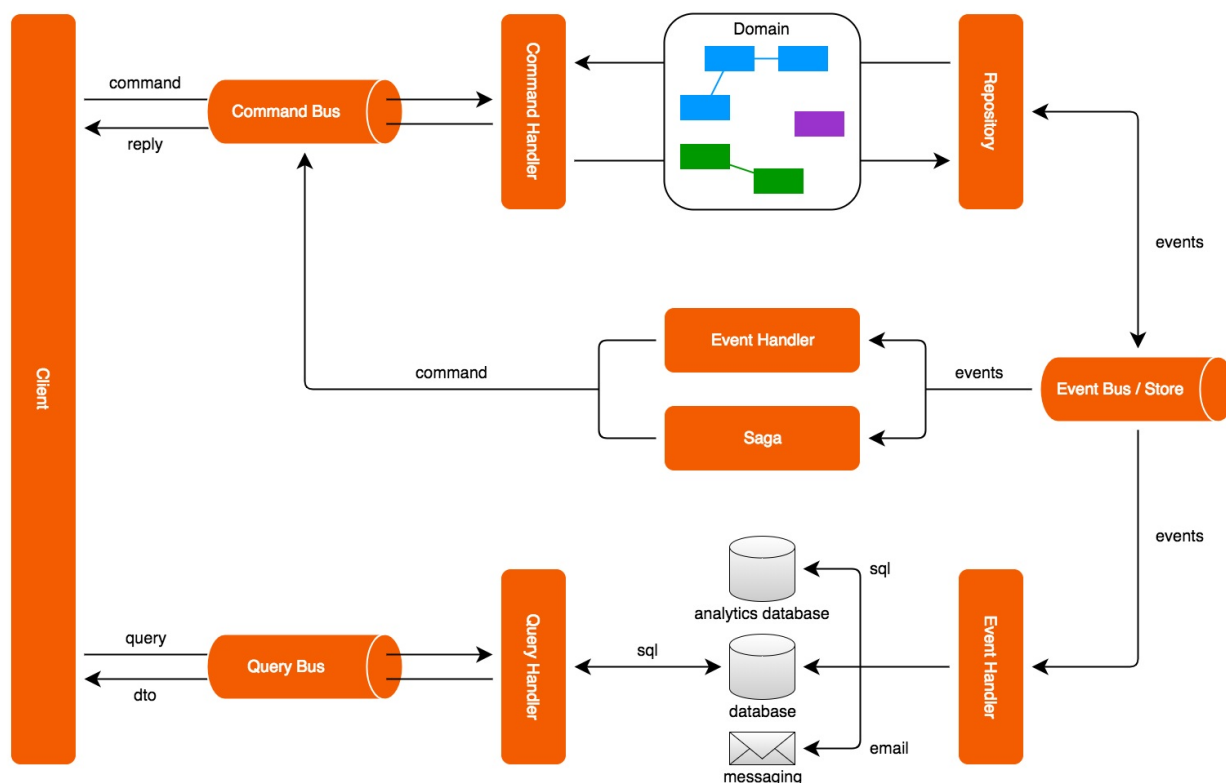 Domain
command
Command Bus
reply
Command Handler
Repository
events
Client
Event Handler
command
events
Event Bus / Store
Saga
events
sql
analytics database
query
Query Bus
dto
Query Handler
sql
database
Event Handler
email
messaging